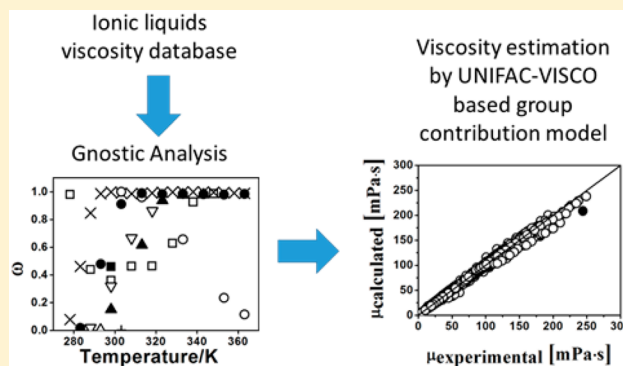 Ionic liquids
viscosity database
Gnostic Analysis
1.0
0.8
0.6
0.4
0.2
0.0
ω
280 300 320 340 360
Temperature/K
Viscosity estimation
by UNIFAC-VISCO
based group
contribution model
300
250
200
150
100
50
0
μcalculated [mPa·s]
0 50 100 150 200 250 300
μexperimental [mPa·s]